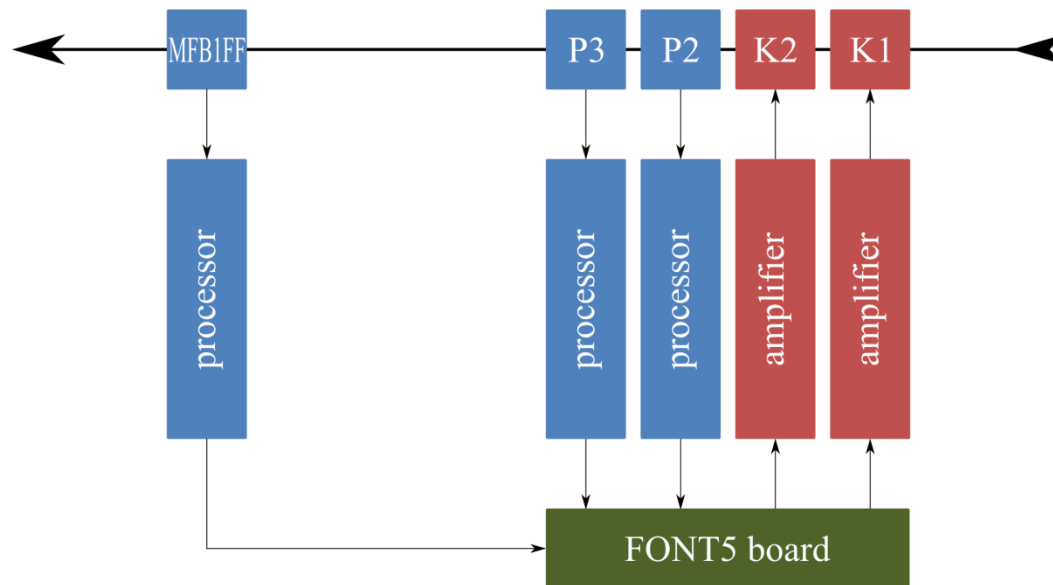 MFB1FF
P3
P2
K2
K1
processor
processor
processor
amplifier
amplifier
FONT5 board